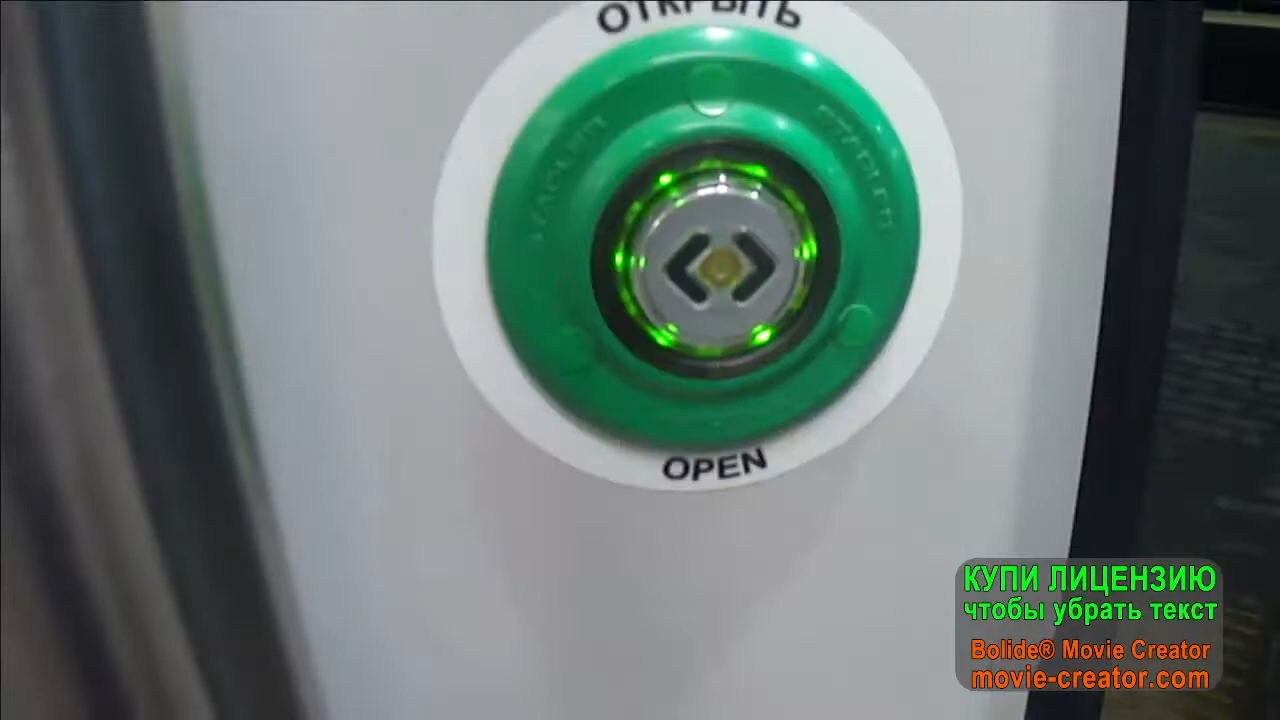 ОТКРЫТЬ
OPEN
КУПИ ЛИЦЕНЗИЮ
чтобы убрать текст
Bolide® Movie Creator
movie-creator.com